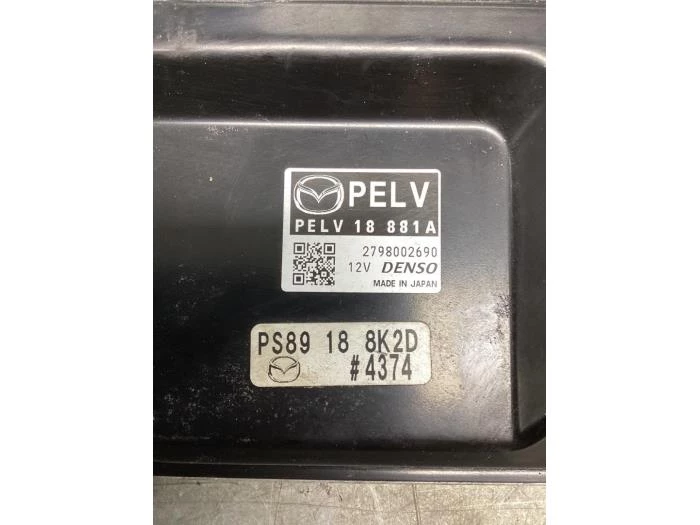 PELV
PELV 18 881A
2798002690
12V DENSO
MADE IN JAPAN
PS89 18 8K2D
#4374